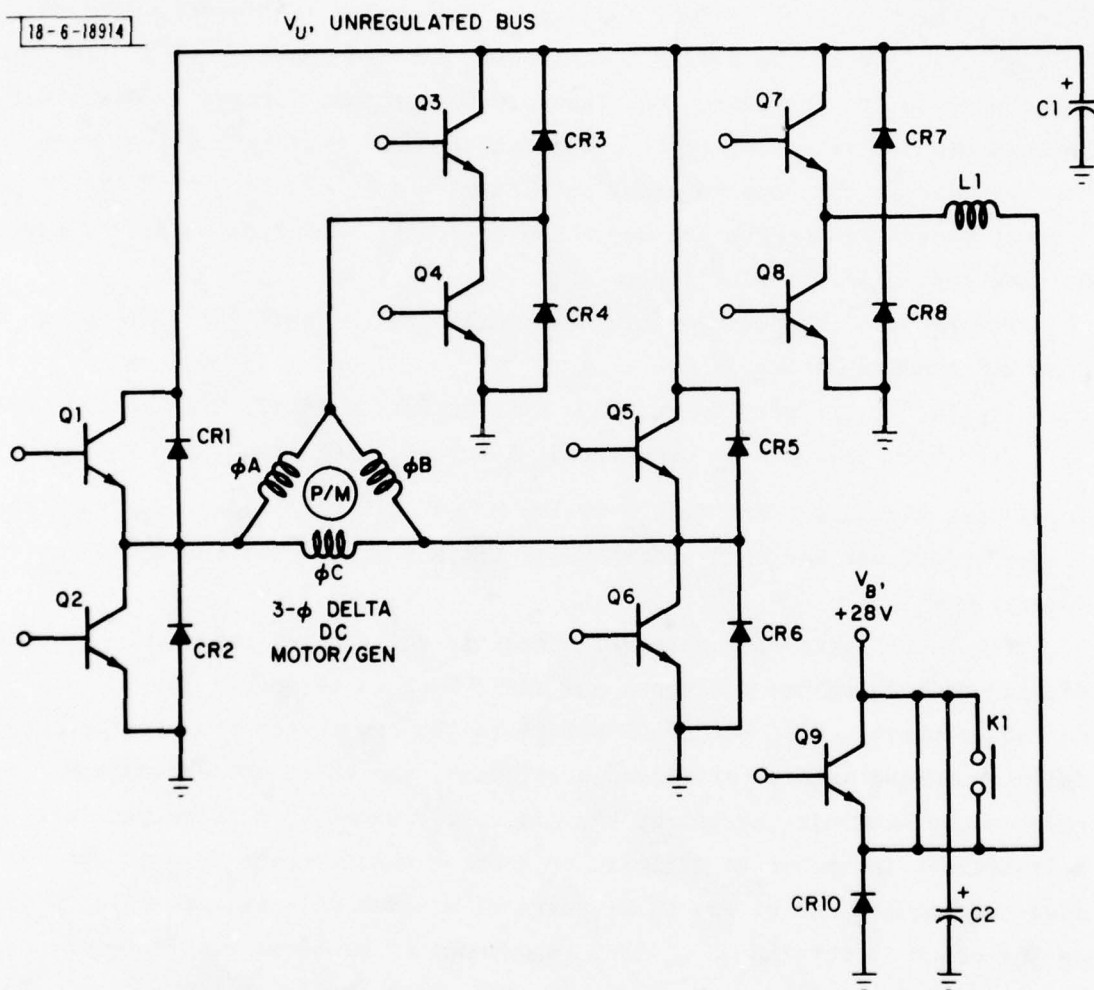 18-6-18914
V_U, UNREGULATED BUS
Q3
CR3
Q7
CR7
C1
+
L1
Q4
CR4
Q8
CR8
Q1
CR1
Q5
CR5
φA
φB
P/M
φC
Q2
CR2
3-φ DELTA
DC
MOTOR/GEN
Q6
CR6
V_B,
+28V
Q9
K1
CR10
+
C2